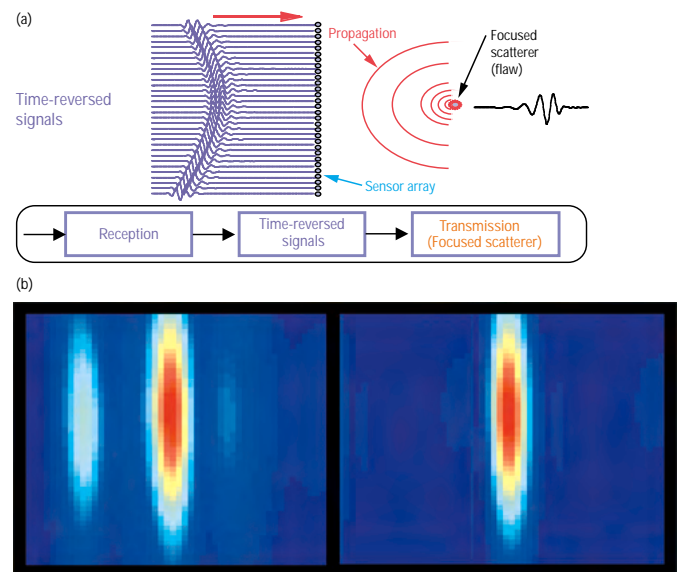 (a)
Propagation
Focused
scatterer
(flaw)
Time-reversed
signals
Sensor array
Reception
Time-reversed
signals
Transmission
(Focused scatterer)
(b)